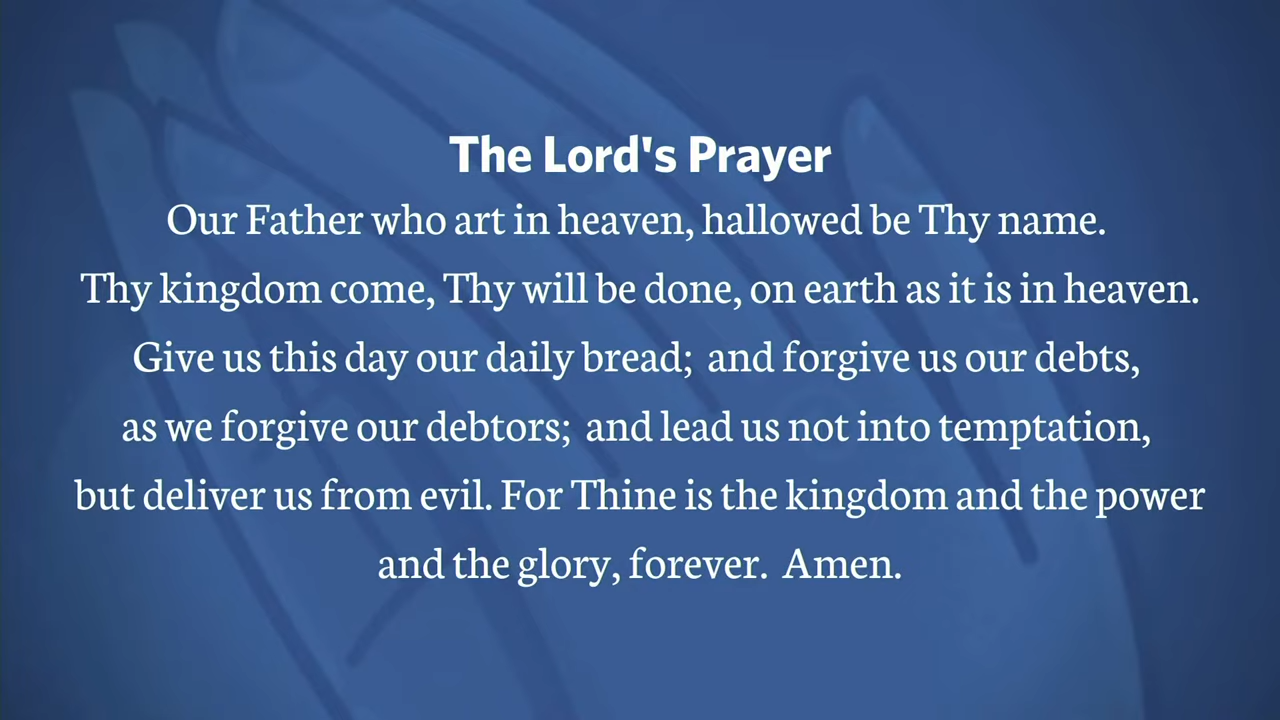 The Lord's Prayer
Our Father who art in heaven, hallowed be Thy name.
Thy kingdom come, Thy will be done, on earth as it is in heaven.
Give us this day our daily bread;  and forgive us our debts,
as we forgive our debtors;  and lead us not into temptation,
but deliver us from evil. For Thine is the kingdom and the power
and the glory, forever.  Amen.